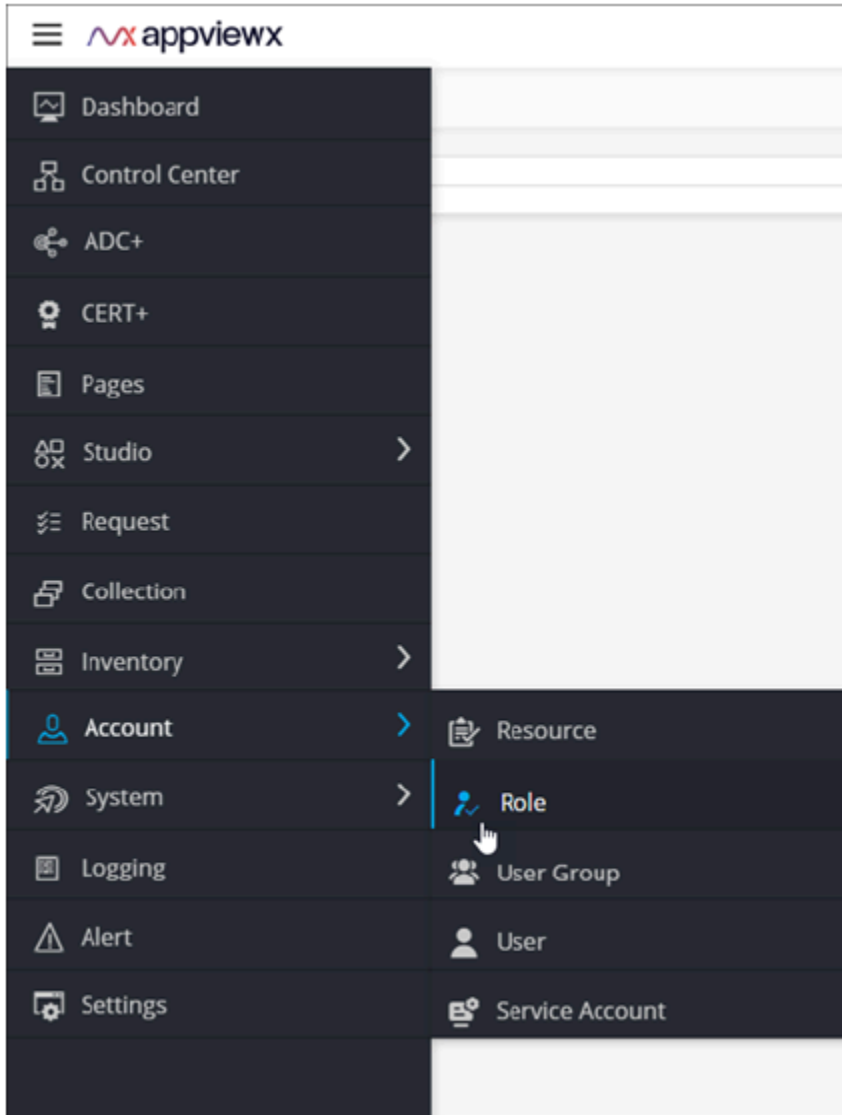 appviewx
Dashboard
Control Center
ADC+
CERT+
Pages
Studio
Request
Collection
Inventory
Account
System
Logging
Alert
Settings
Resource
Role
User Group
User
Service Account